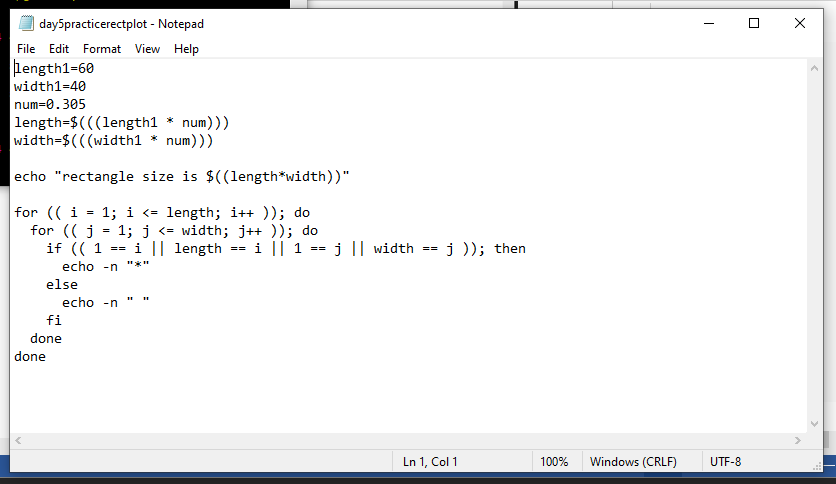 day5practicerectplot - Notepad
File Edit Format View Help
length1=60
width1=40
num=0.305
length=$(((length1 * num)))
width=$(((width1 * num)))

echo "rectangle size is $((length*width))"

for (( i = 1; i <= length; i++ )); do
  for (( j = 1; j <= width; j++ )); do
    if (( 1 == i || length == i || 1 == j || width == j )); then
      echo -n "*"
    else
      echo -n " "
    fi
  done
done
Ln 1, Col 1 100% Windows (CRLF) UTF-8